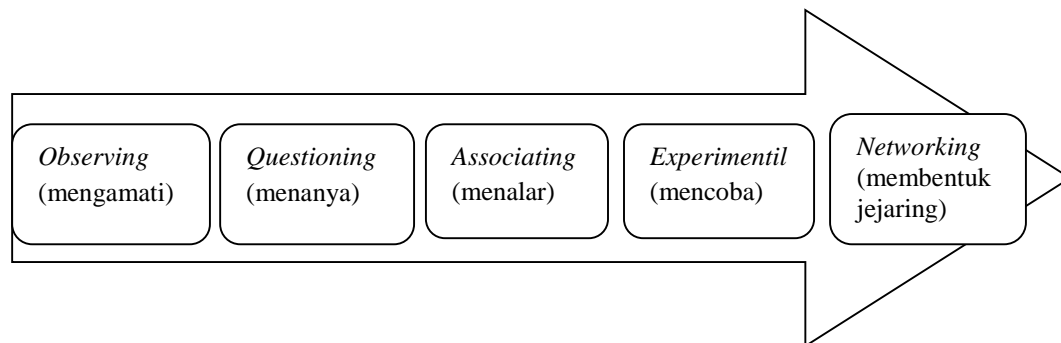 Observing
(mengamati)
Questioning
(menanya)
Associating
(menalar)
Experimentil
(mencoba)
Networking
(membentuk
jejaring)